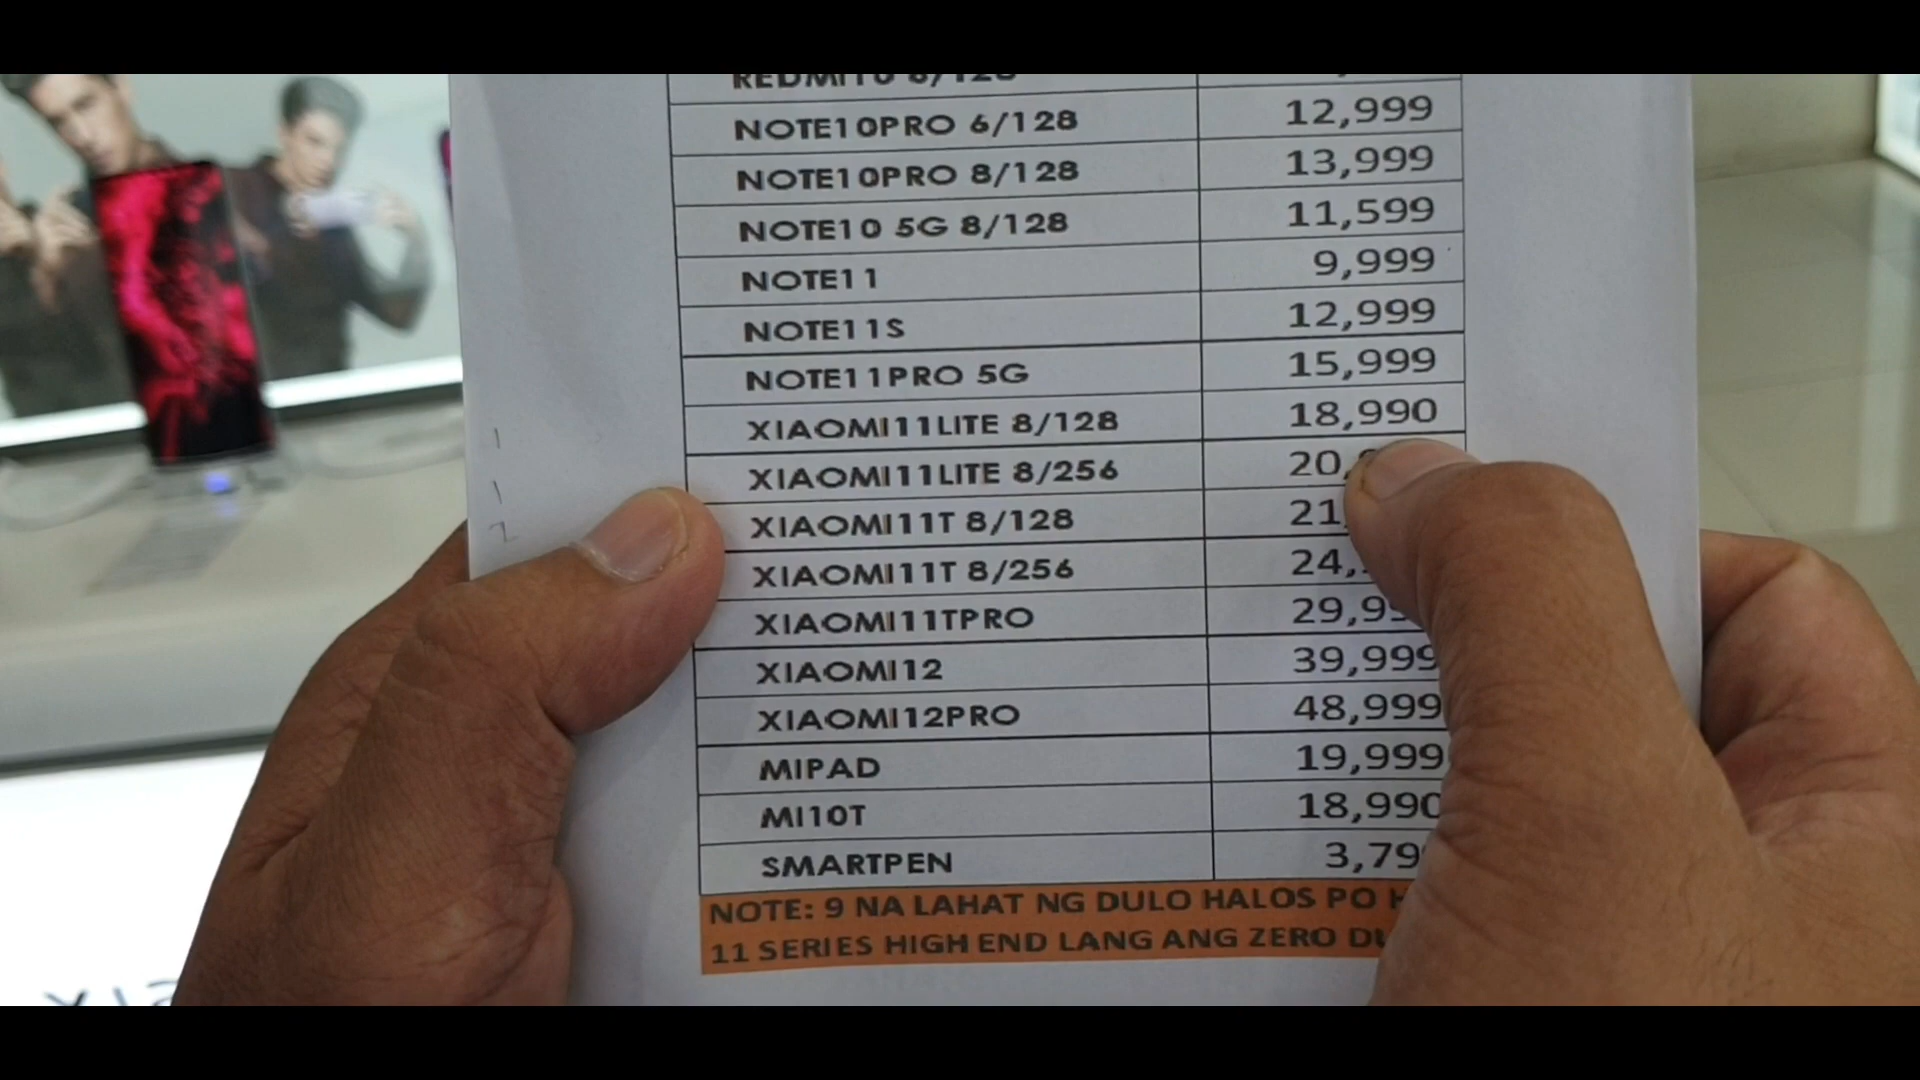 REDMI10 6/128
NOTE10PRO 6/128 12,999
NOTE10PRO 8/128 13,999
NOTE10 5G 8/128 11,599
NOTE11 9,999
NOTE11S 12,999
NOTE11PRO 5G 15,999
XIAOMI11LITE 8/128 18,990
XIAOMI11LITE 8/256 20,
XIAOMI11T 8/128 21,
XIAOMI11T 8/256 24,
XIAOMI11TPRO 29,9
XIAOMI12 39,999
XIAOMI12PRO 48,999
MIPAD 19,999
MI10T 18,990
SMARTPEN 3,79
NOTE: 9 NA LAHAT NG DULO HALOS PO
11 SERIES HIGH END LANG ANG ZERO